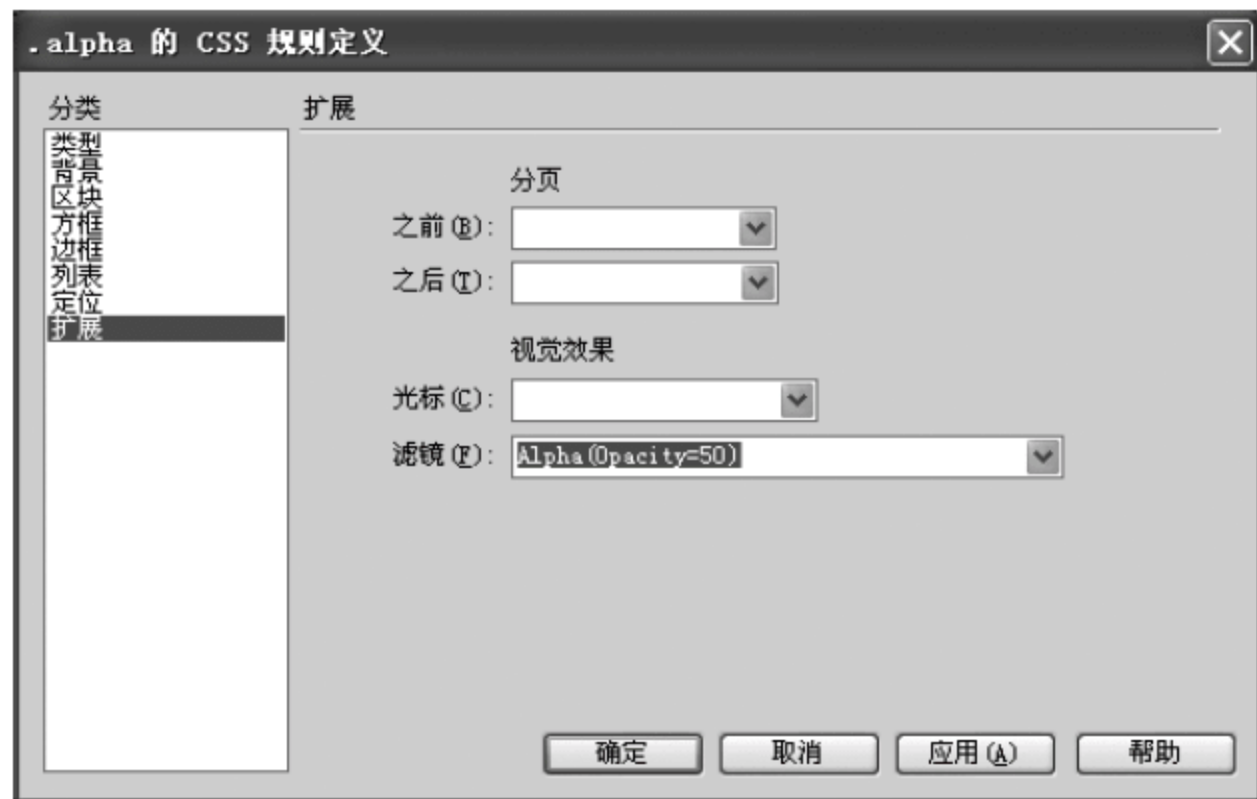 .alpha 的 CSS 规则定义
分类
类型
背景
区块
方框
边框
列表
定位
扩展
扩展
分页
之前(B):
之后(T):
视觉效果
光标(C):
滤镜(F): Alpha(Opacity=50)
确定 取消 应用(A) 帮助